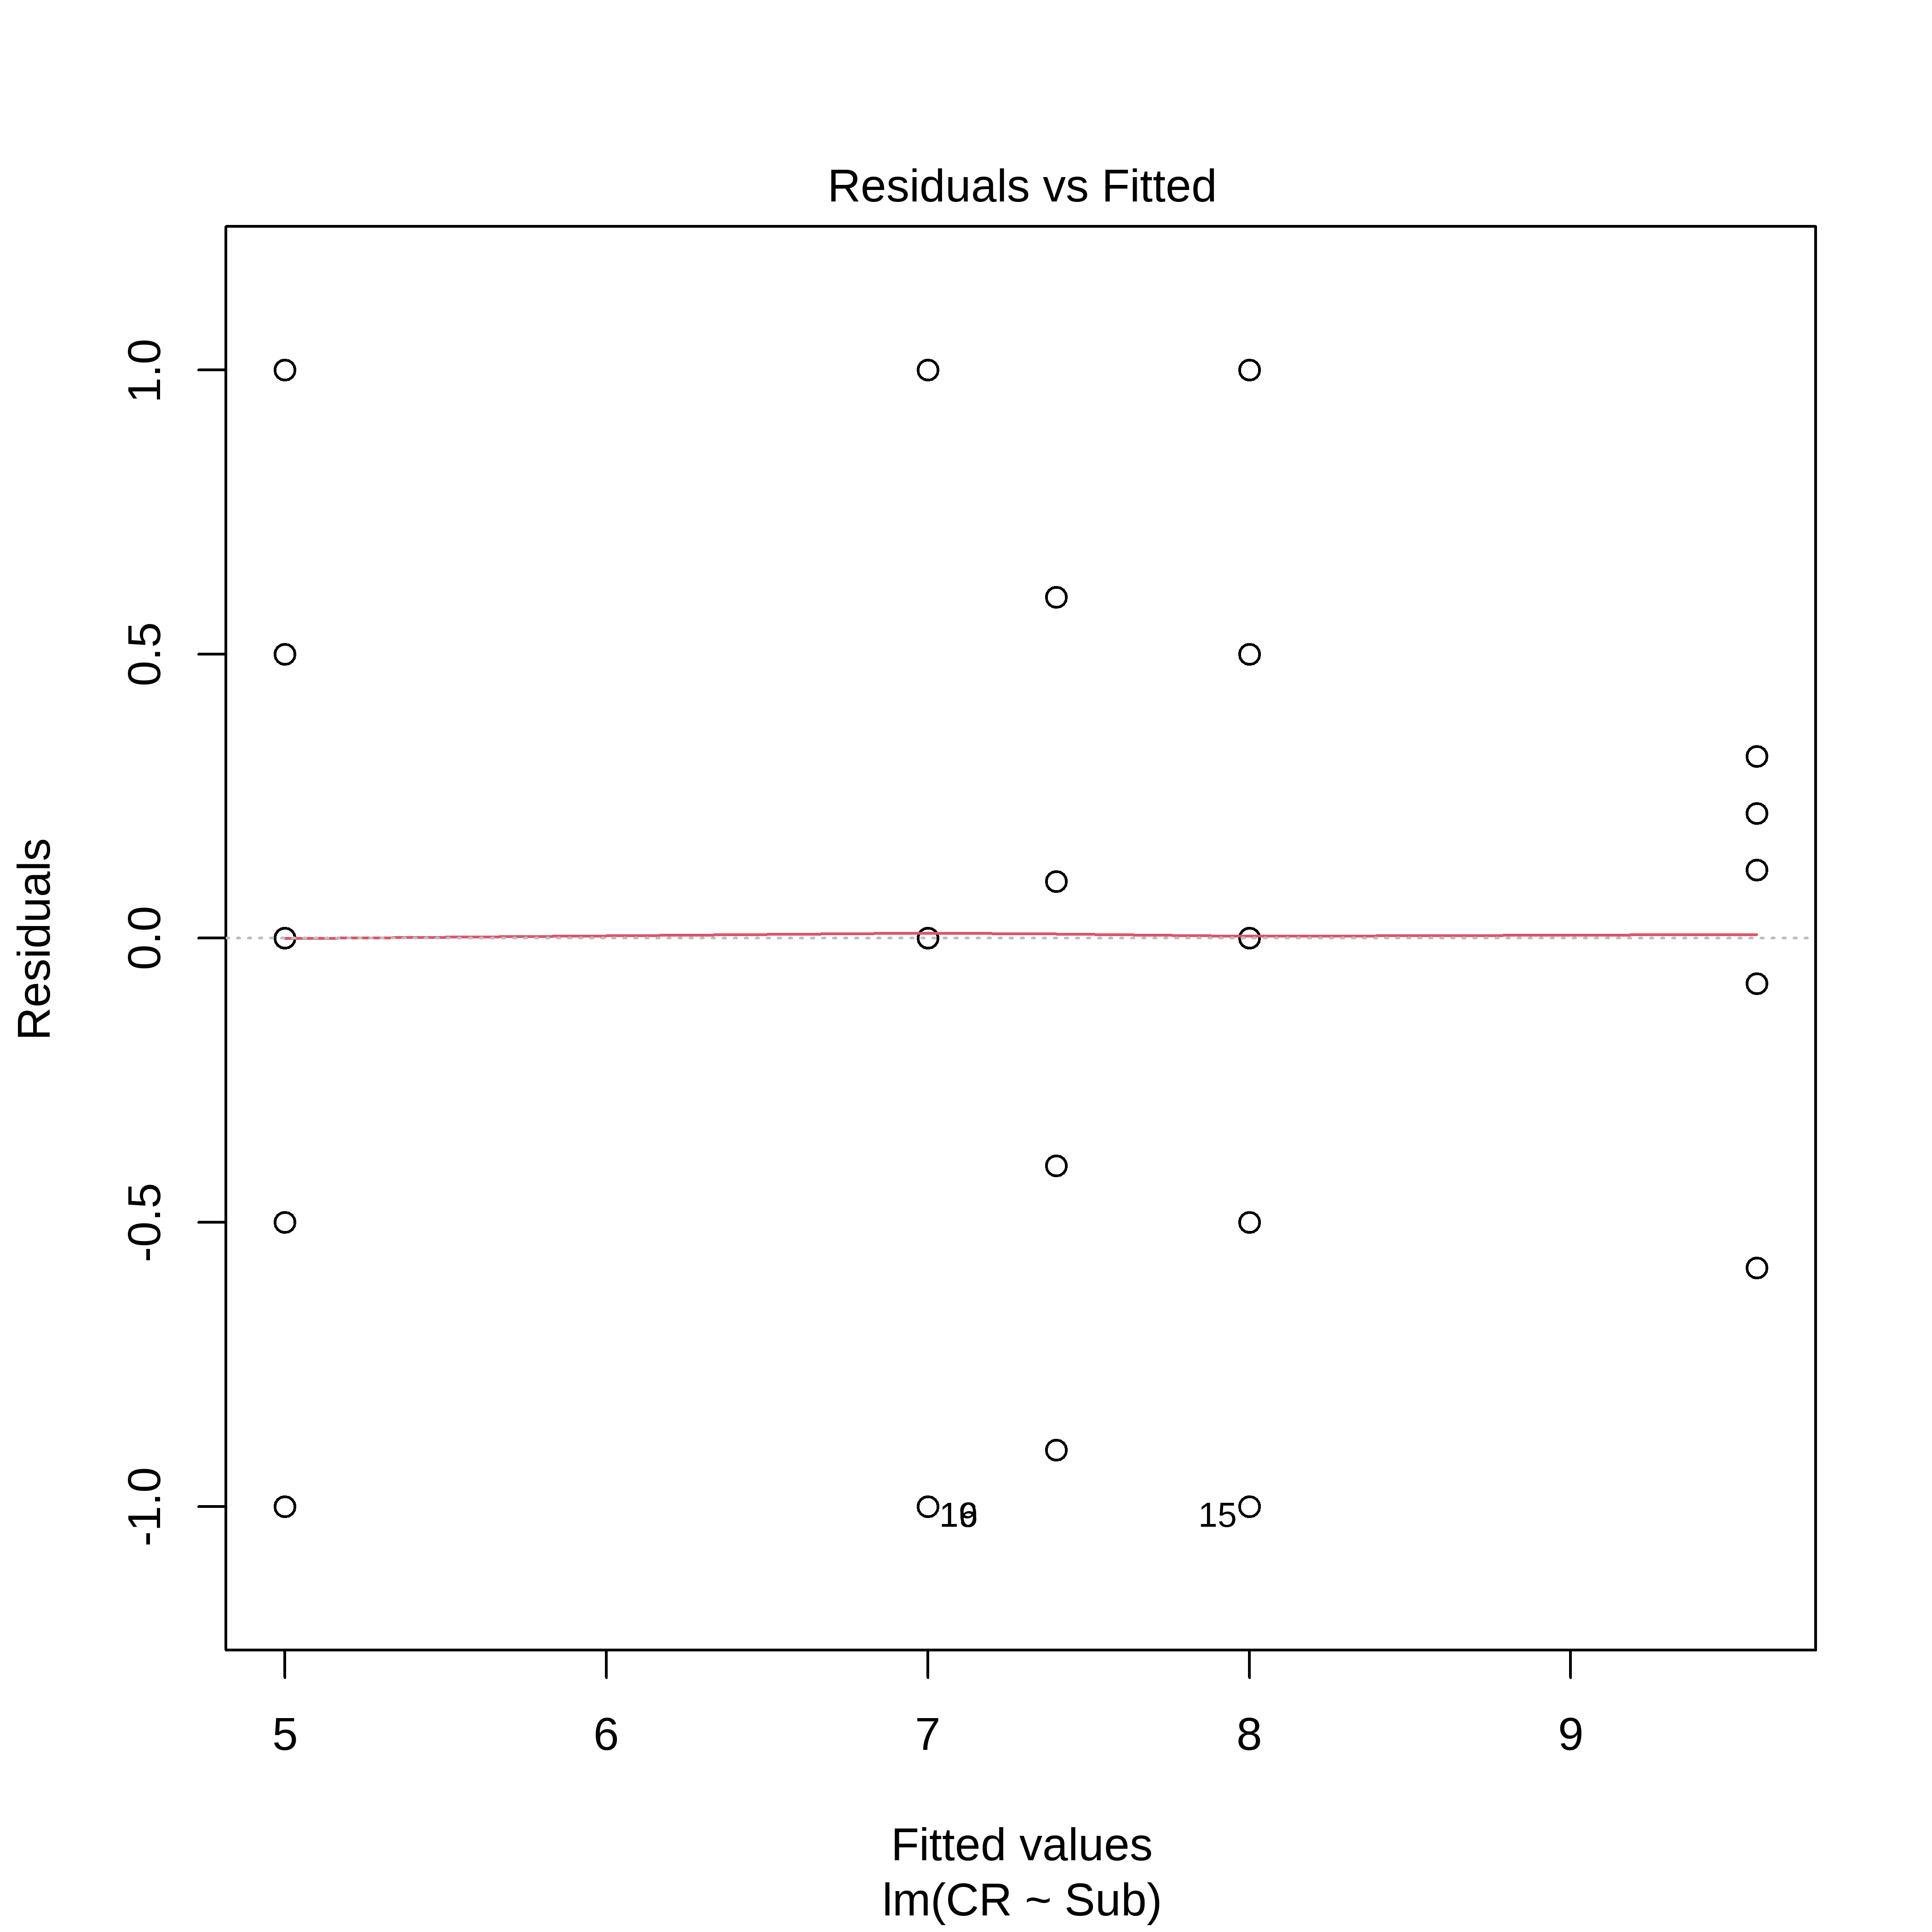 Residuals vs Fitted
1.0
0.5
0.0
-0.5
-1.0
Residuals
15
5 6 7 8 9
Fitted values
lm(CR ~ Sub)